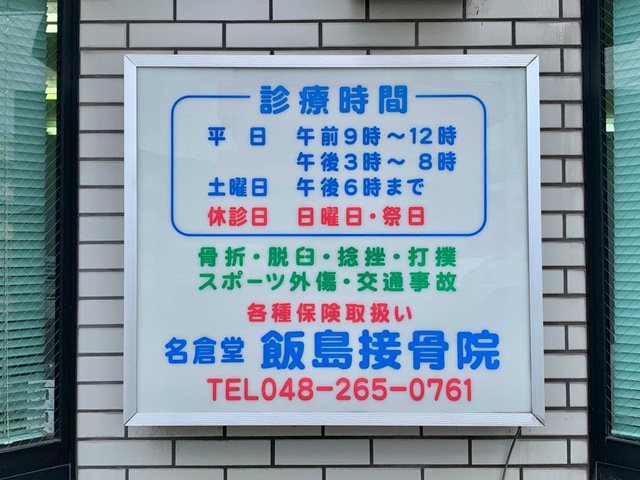 診療時間
平日 午前9時～12時
午後3時～8時
土曜日 午後6時まで
休診日 日曜日・祭日
骨折・脱臼・捻挫・打撲
スポーツ外傷・交通事故
各種保険取扱い
名倉堂 飯島接骨院
TEL048-265-0761